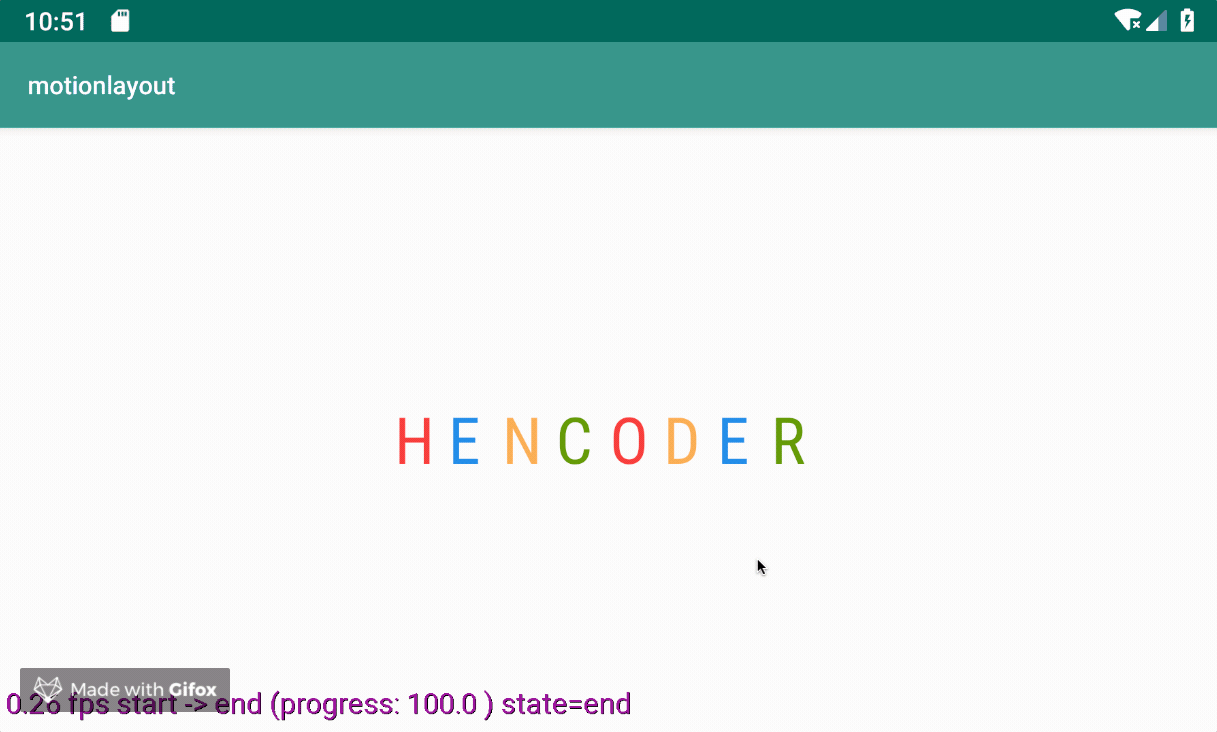 10:51
motionlayout
H E N C O D E R
Made with Gifox
0.26 fps start -> end (progress: 100.0 ) state=end